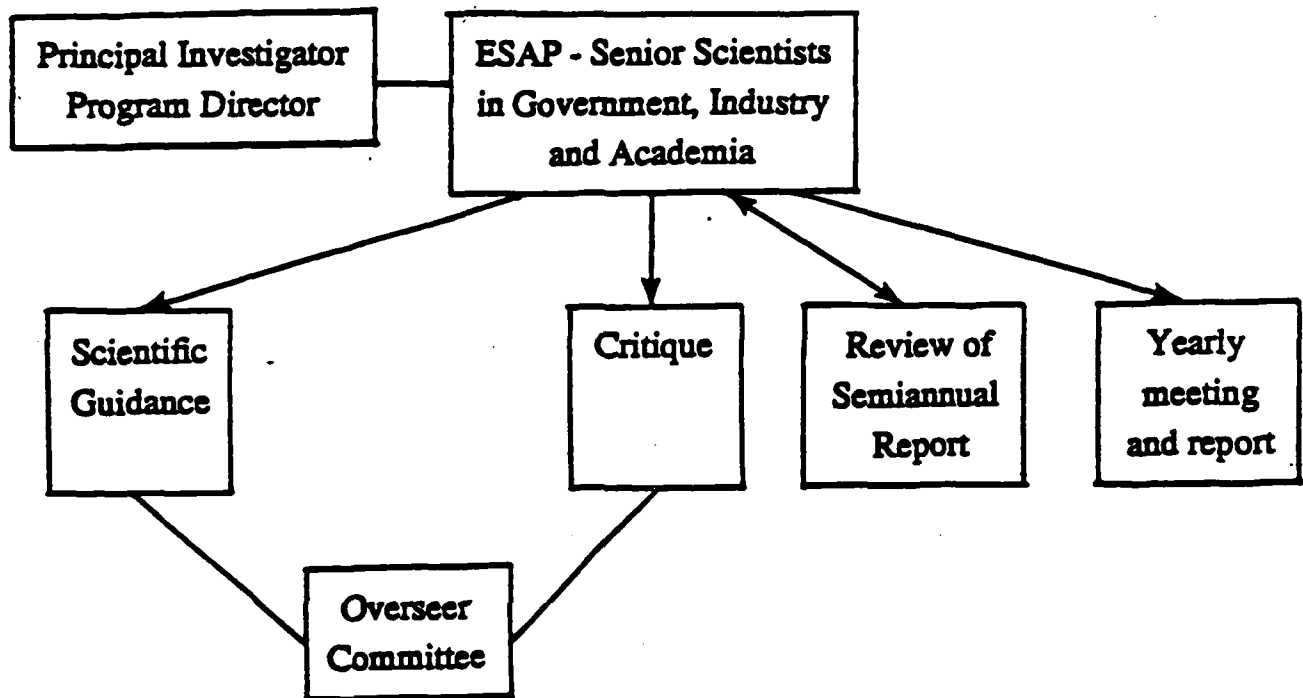 Principal Investigator
Program Director
ESAP - Senior Scientists
in Government, Industry
and Academia
Scientific
Guidance
Critique
Review of
Semiannual
Report
Yearly
meeting
and report
Overseer
Committee